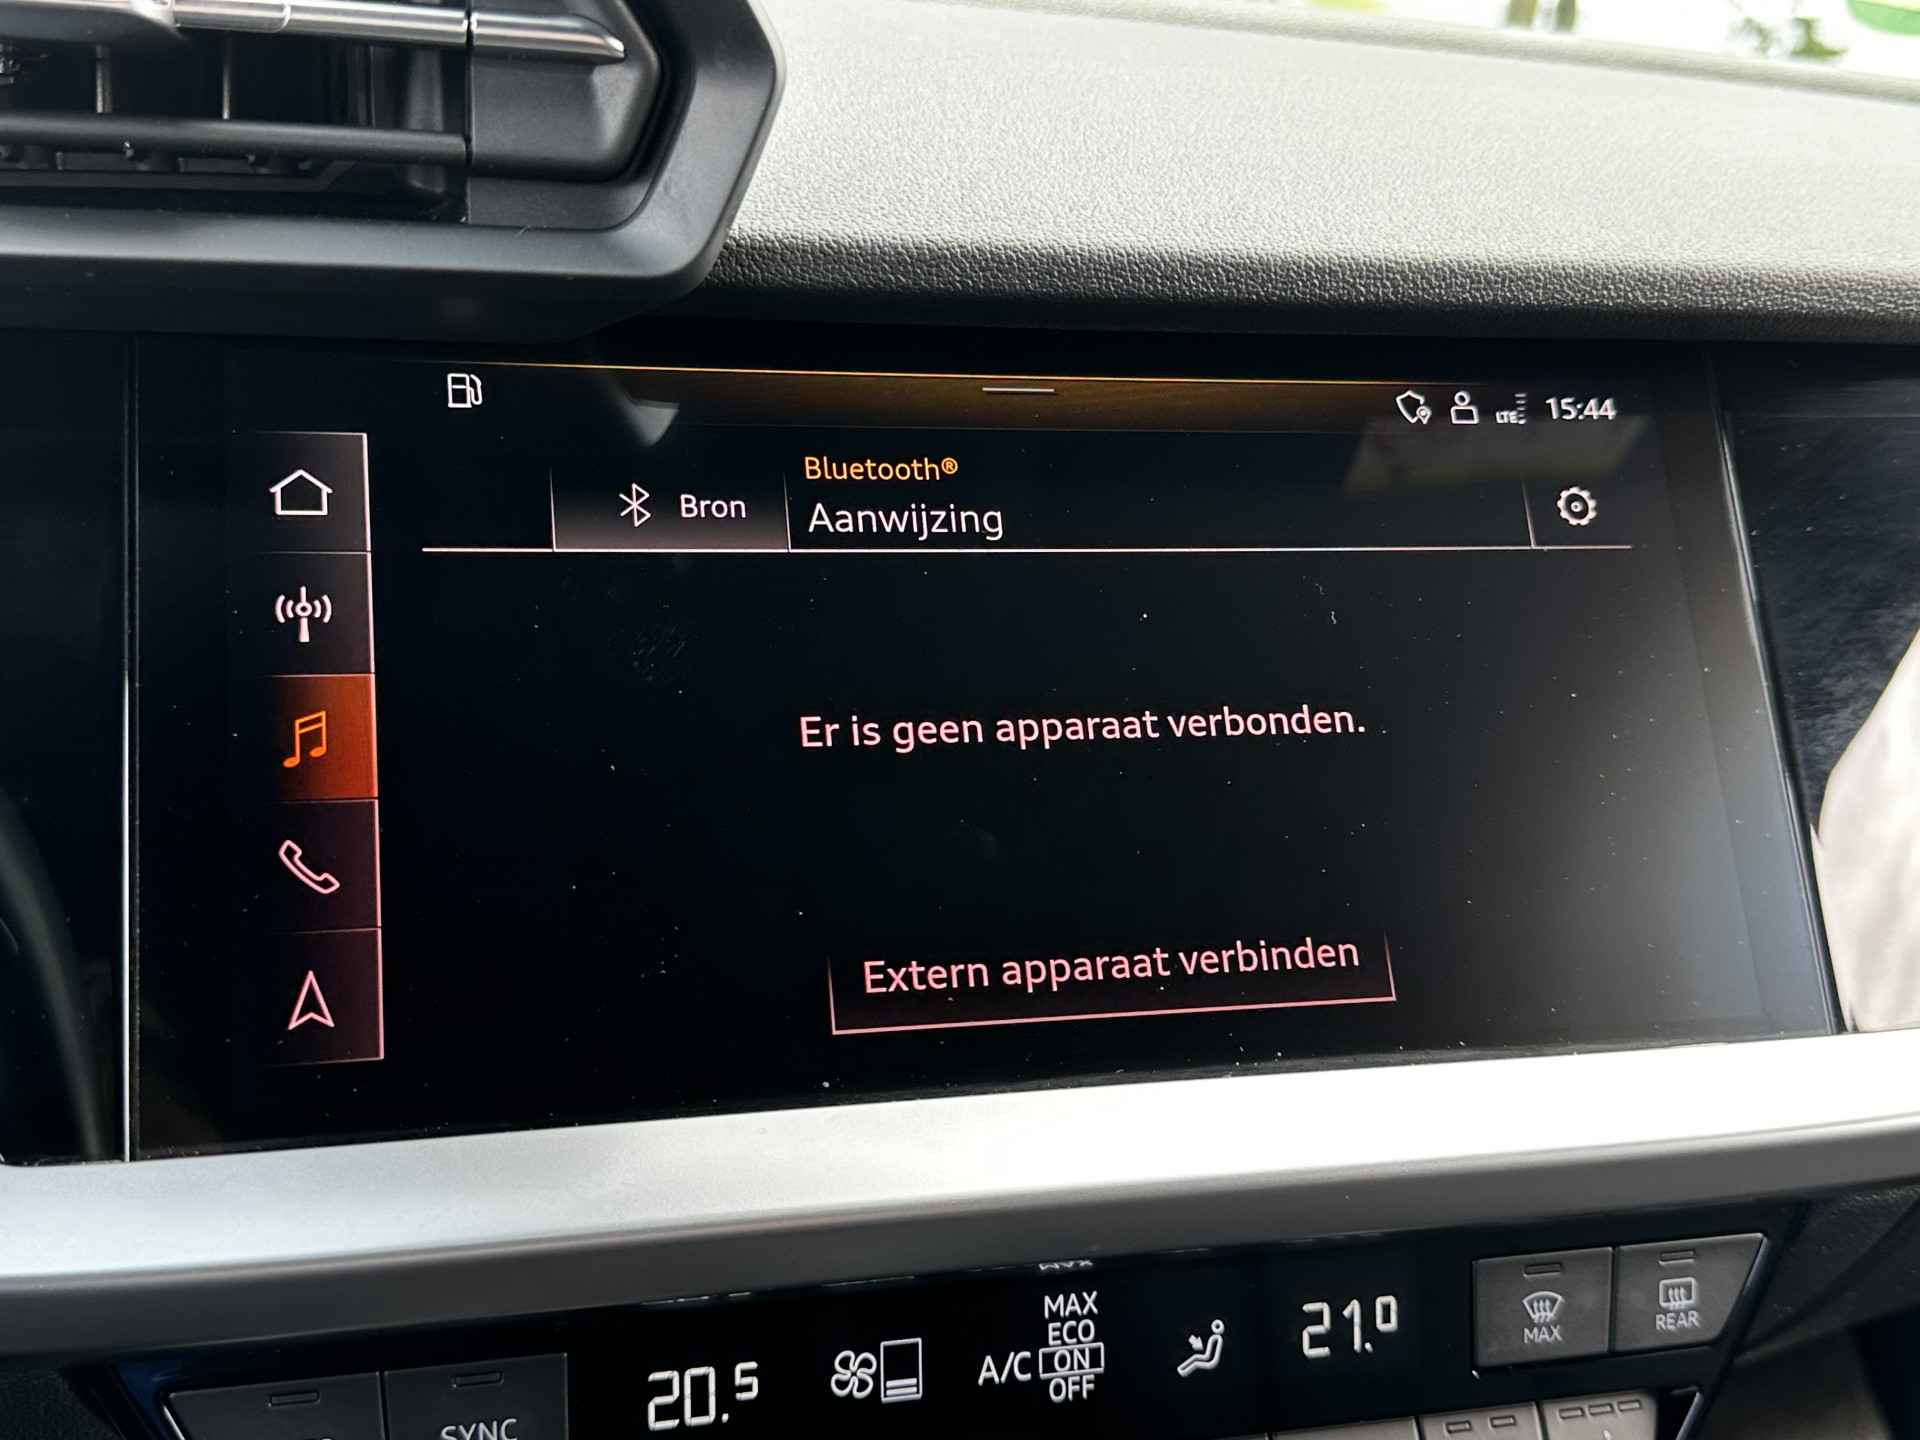 LTE 15:44
Bluetooth®
Bron
Aanwijzing
Er is geen apparaat verbonden.
Extern apparaat verbinden
MAX
ECO
A/C ON
OFF
20.5
21.0
MAX
REAR
SYNC